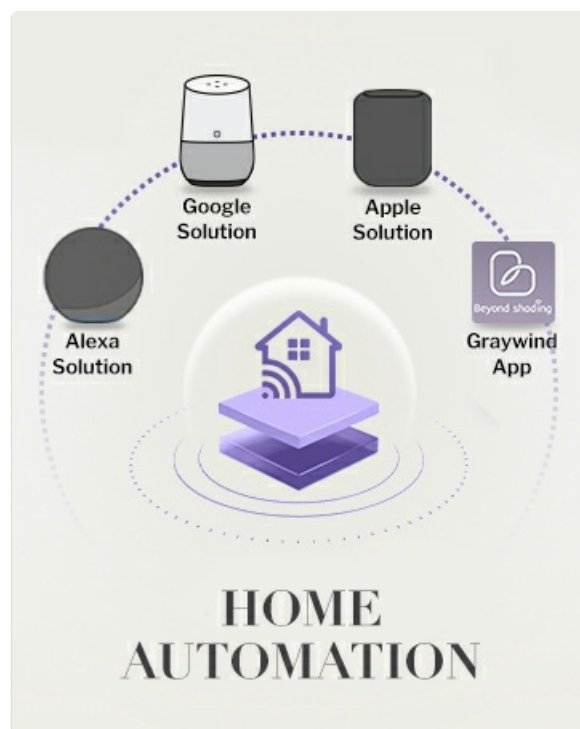 Google
Solution
Apple
Solution
Alexa
Solution
Beyond shading
Graywind
App
HOME
AUTOMATION